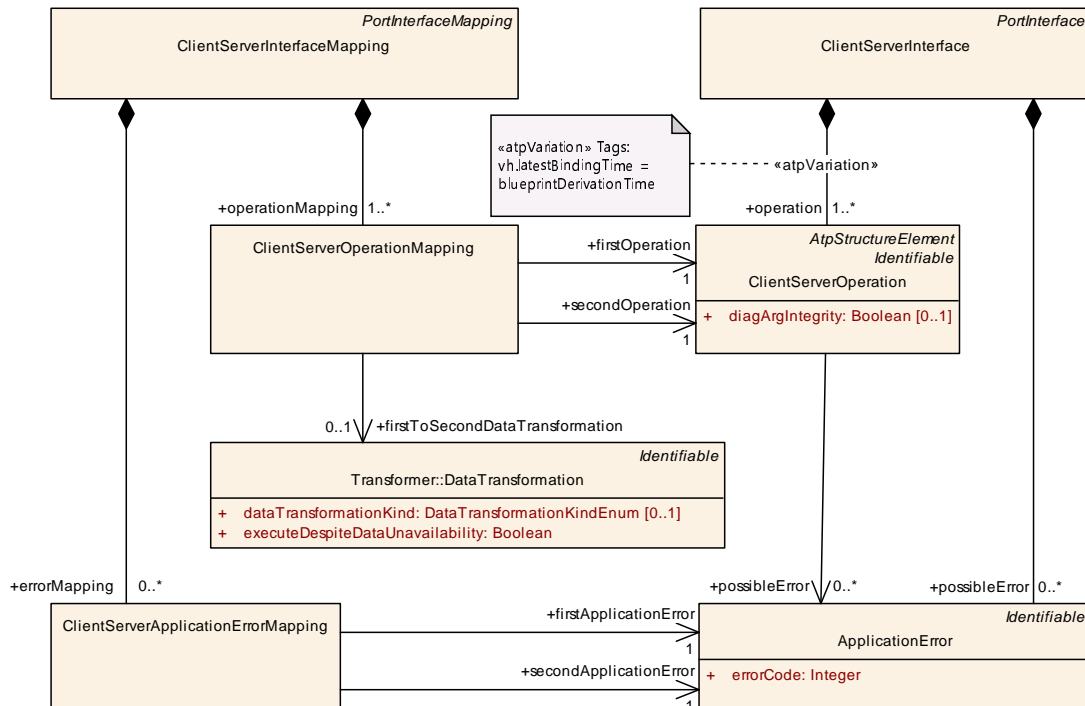 PortInterfaceMapping
ClientServerInterfaceMapping
PortInterface
ClientServerInterface
«atpVariation» Tags:
vh.latestBindingTime =
blueprintDerivationTime
«atpVariation»
+operationMapping 1..*
+operation 1..*
ClientServerOperationMapping
+firstOperation
1
+secondOperation
1
AtpStructureElement
Identifiable
ClientServerOperation
+ diagArgIntegrity: Boolean [0..1]
0..1 +firstToSecondDataTransformation
Identifiable
Transformer::DataTransformation
+ dataTransformationKind: DataTransformationKindEnum [0..1]
+ executeDespiteDataUnavailability: Boolean
+errorMapping 0..*
+possibleError 0..*
+possibleError 0..*
ClientServerApplicationErrorMapping
+firstApplicationError
1
+secondApplicationError
1
Identifiable
ApplicationError
+ errorCode: Integer